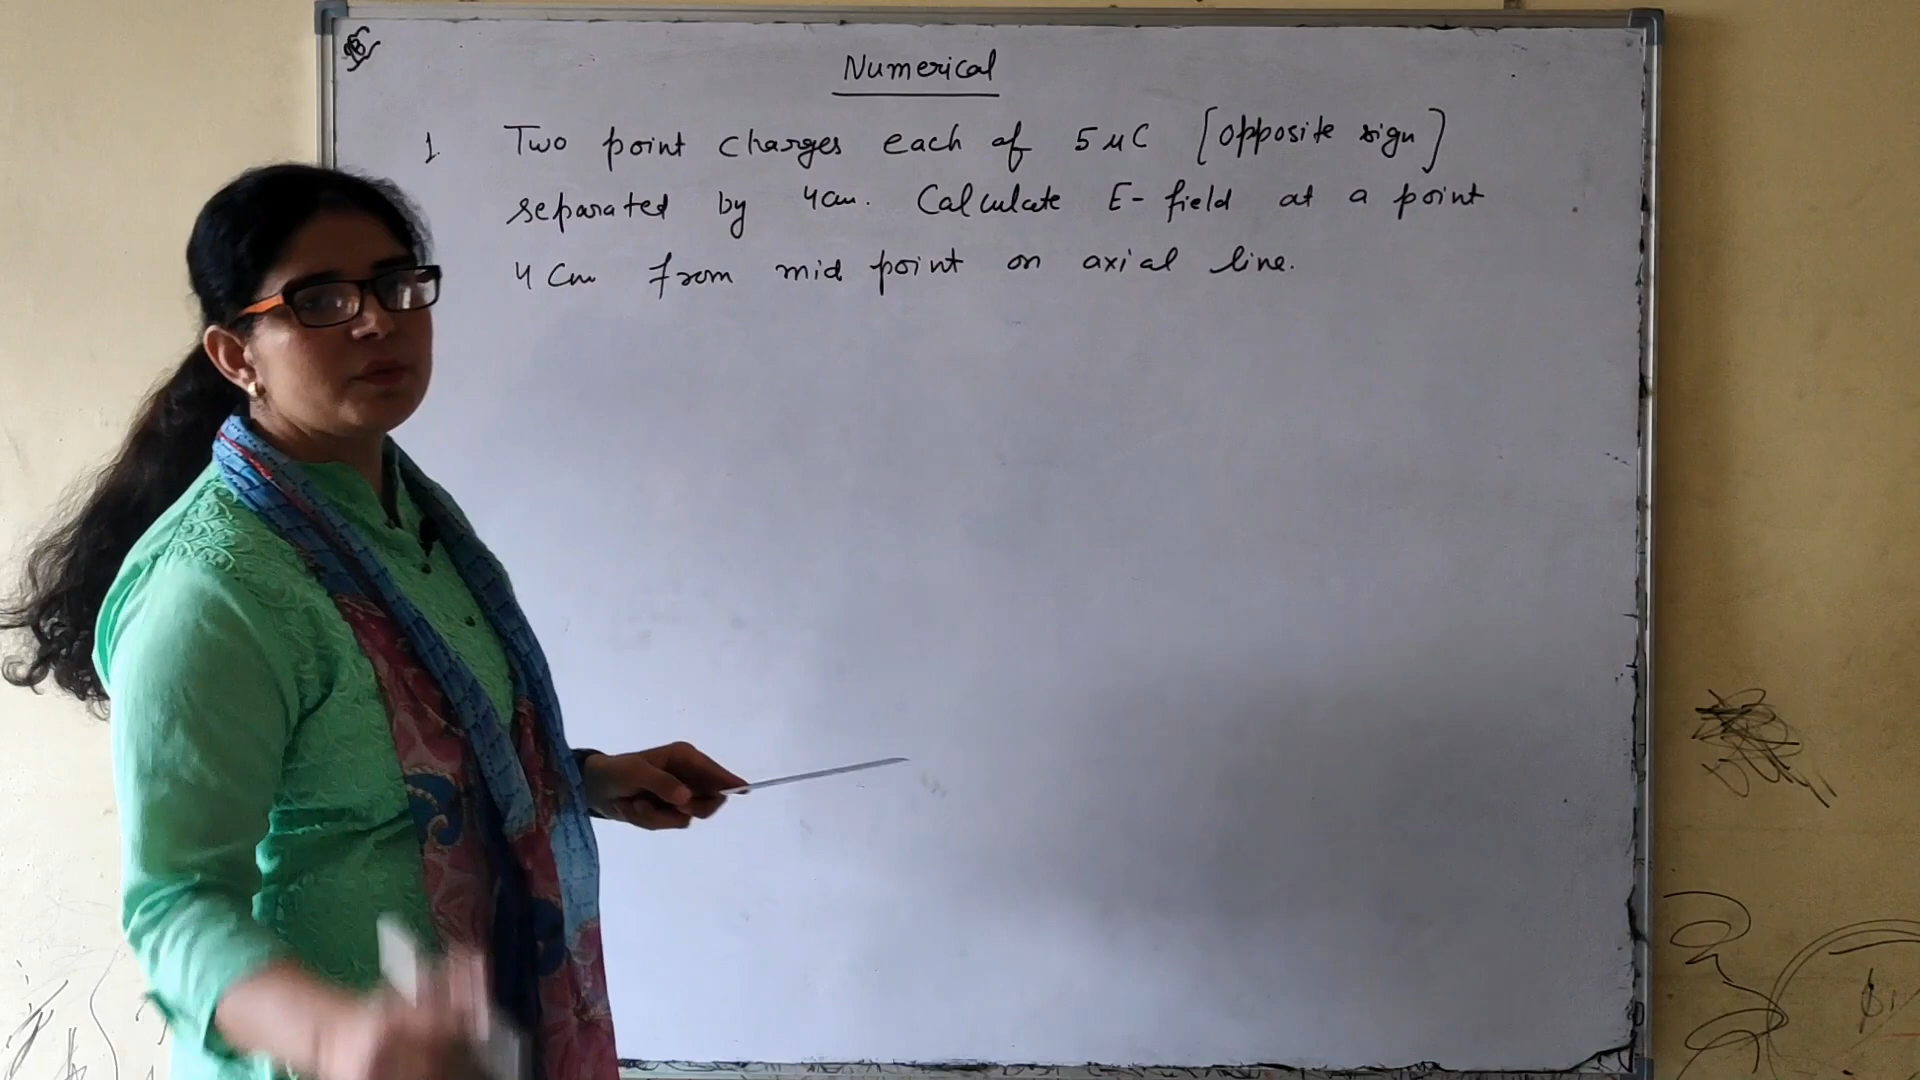 Numerical
1 Two point charges each of 5 μC [opposite sign]
separated by 4cm. Calculate E-field at a point
4 cm from mid point on axial line.